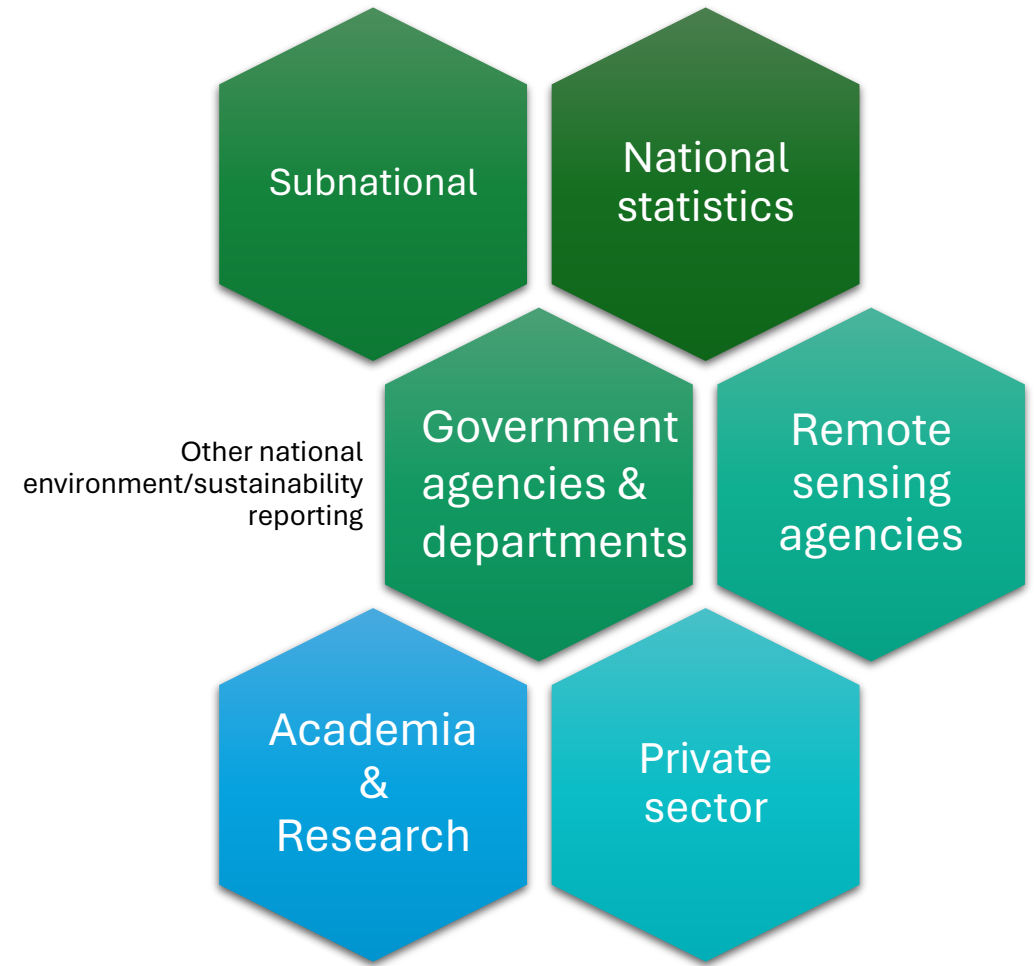 Subnational
National
statistics
Other national
environment/sustainability
reporting
Government
agencies &
departments
Remote
sensing
agencies
Academia
&
Research
Private
sector